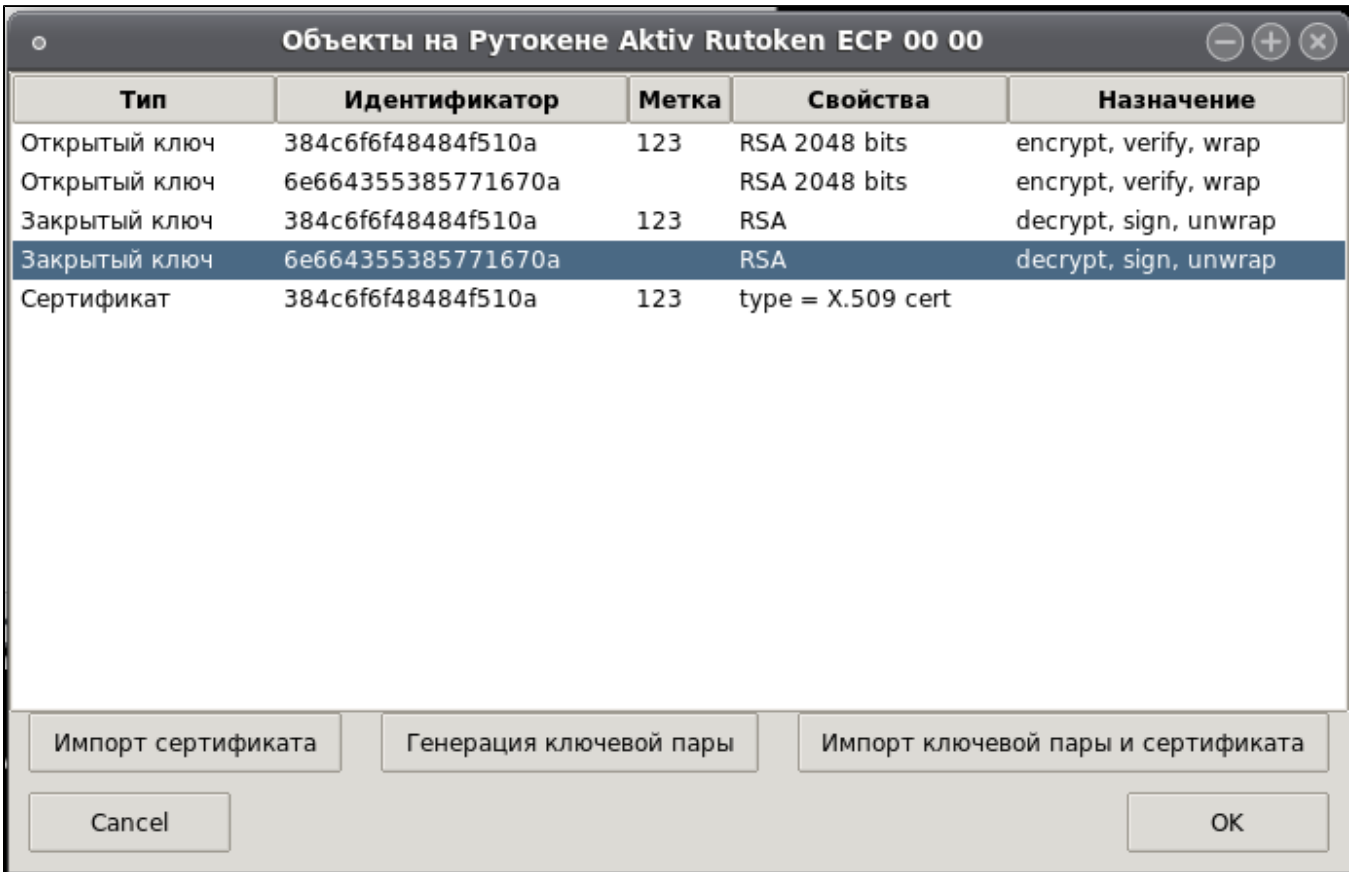 Объекты на Рутокене Aktiv Rutoken ECP 00 00
Тип Идентификатор Метка Свойства Назначение
Открытый ключ 384c6f6f48484f510a 123 RSA 2048 bits encrypt, verify, wrap
Открытый ключ 6e664355385771670a RSA 2048 bits encrypt, verify, wrap
Закрытый ключ 384c6f6f48484f510a 123 RSA decrypt, sign, unwrap
Закрытый ключ 6e664355385771670a RSA decrypt, sign, unwrap
Сертификат 384c6f6f48484f510a 123 type = X.509 cert
Импорт сертификата Генерация ключевой пары Импорт ключевой пары и сертификата
Cancel OK